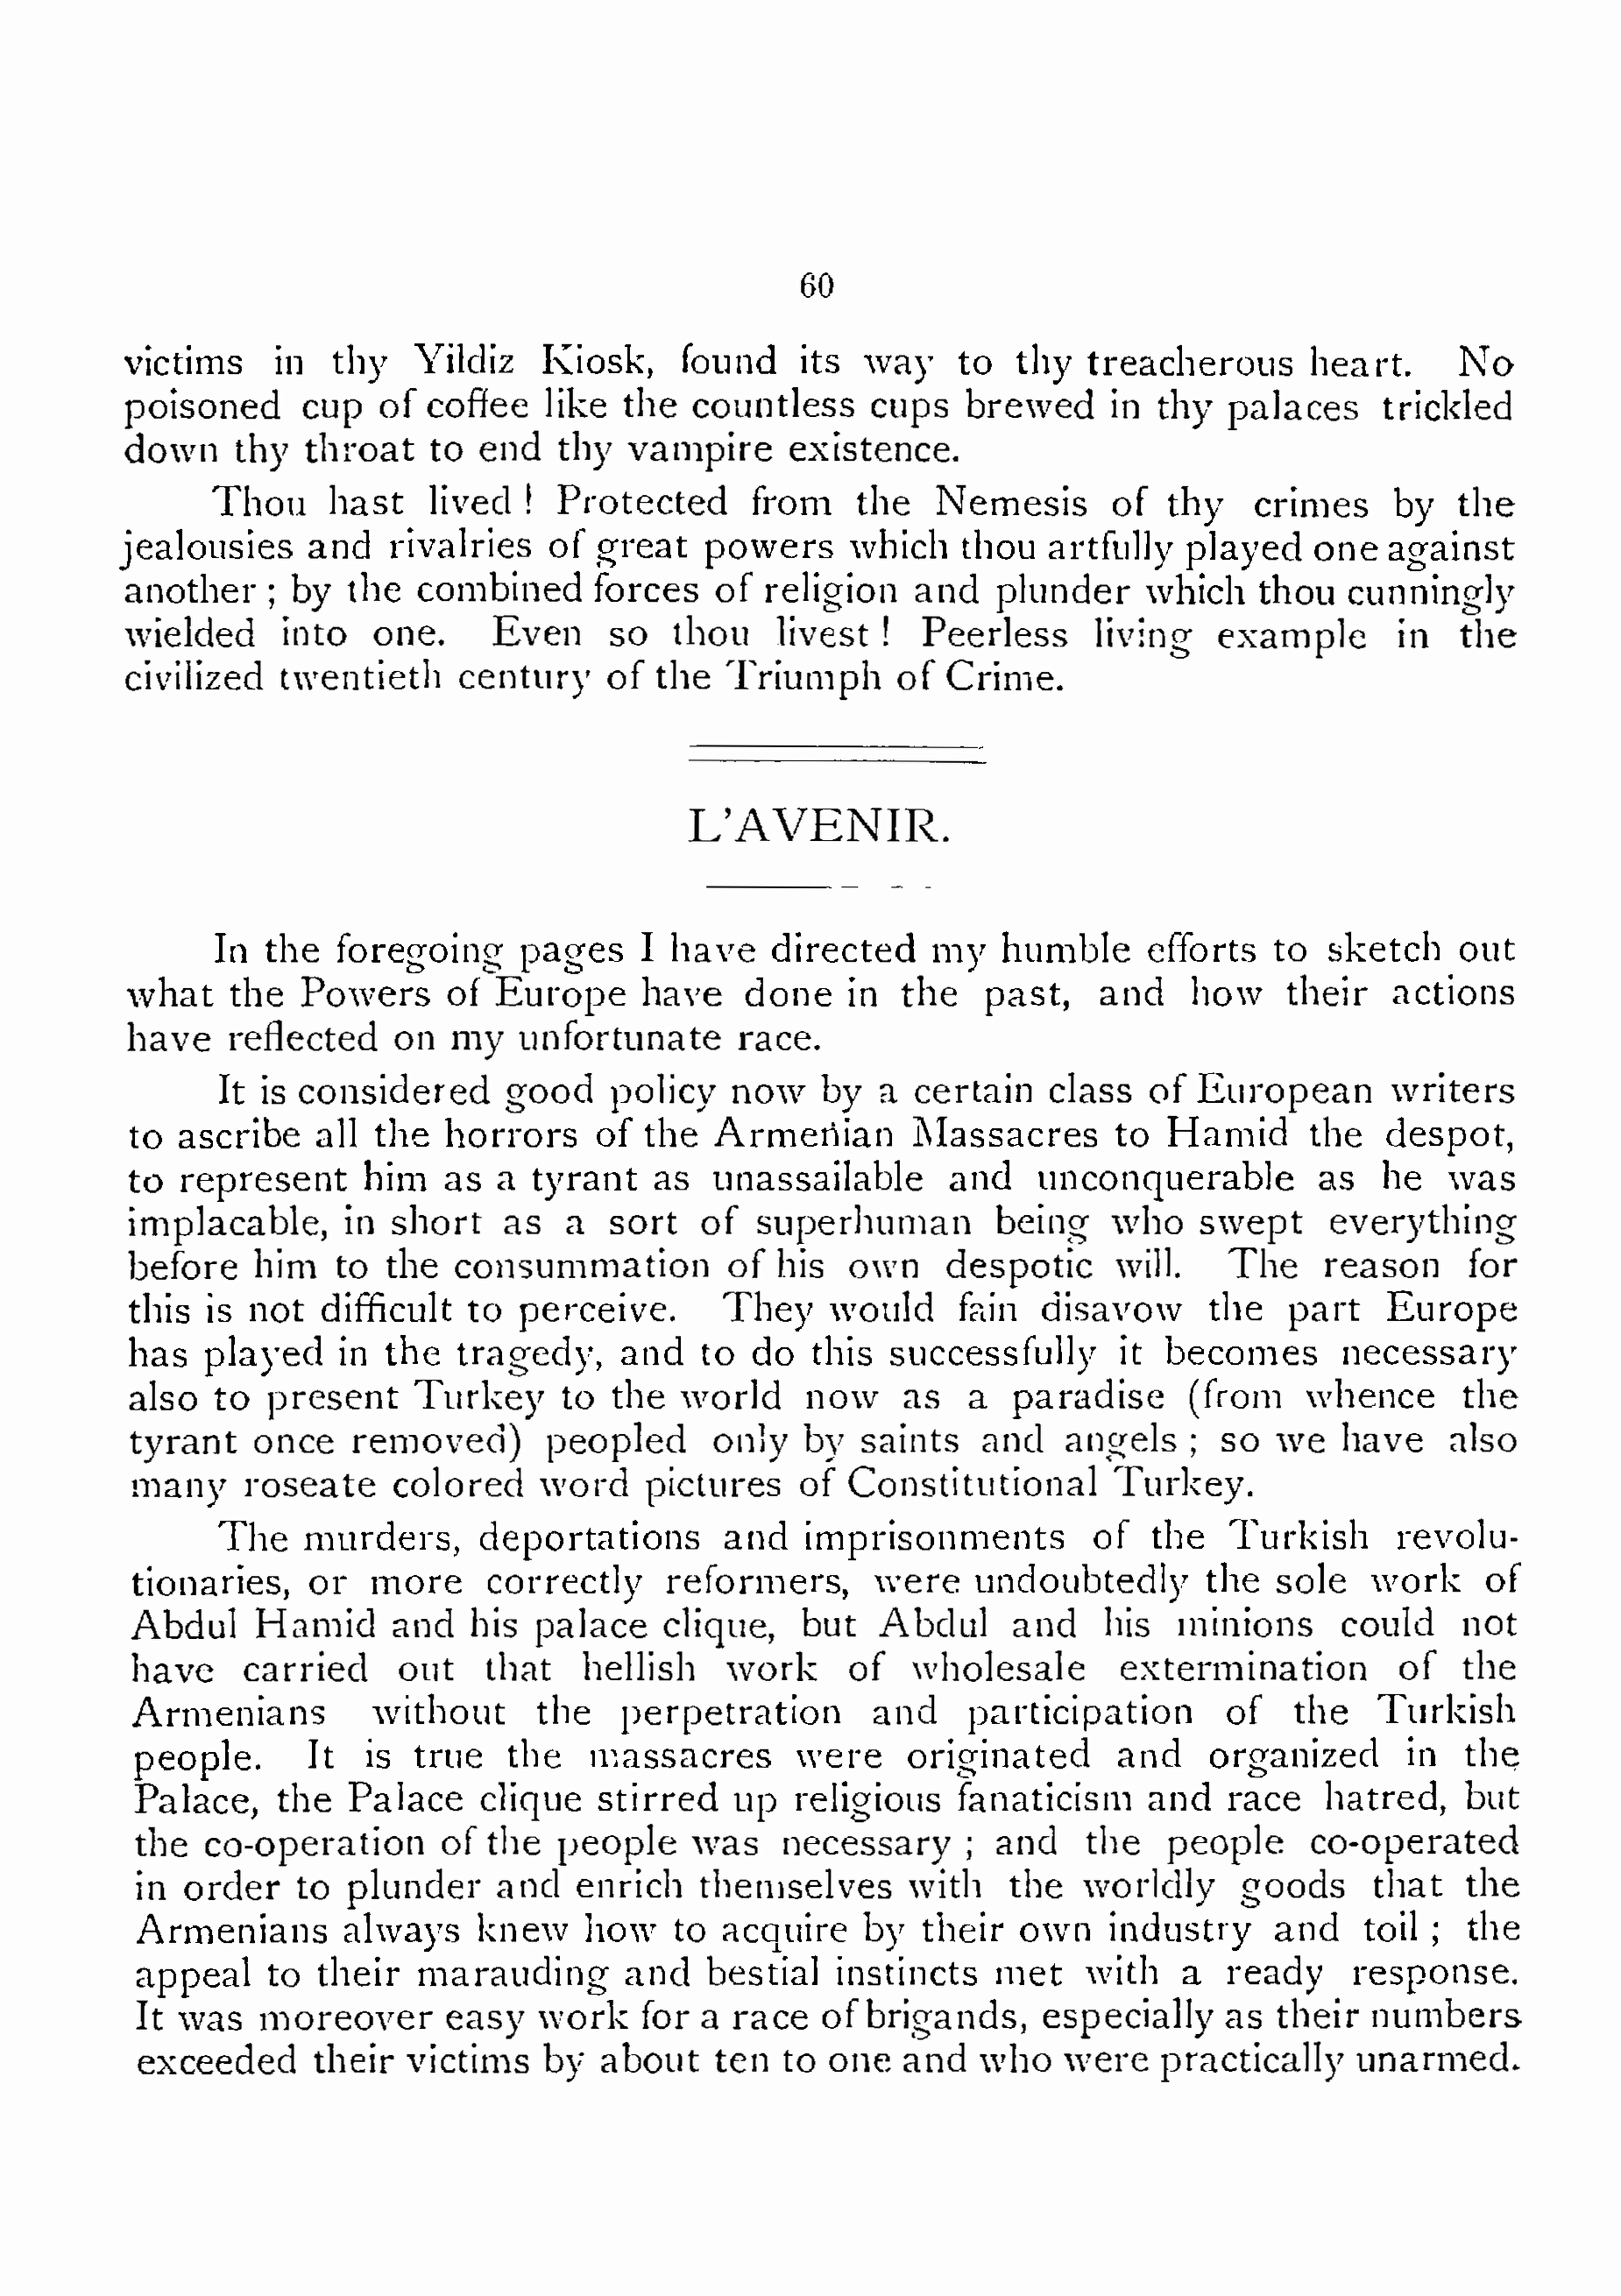 60
victims in thy Yildiz Kiosk, found its way to thy treacherous heart. No
poisoned cup of coffee like the countless cups brewed in thy palaces trickled
down thy throat to end thy vampire existence.
Thou hast lived ! Protected from the Nemesis of thy crimes by the
jealousies and rivalries of great powers which thou artfully played one against
another ; by the combined forces of religion and plunder which thou cunningly
wielded into one. Even so thou livest ! Peerless living example in the
civilized twentieth century of the Triumph of Crime.
L'AVENIR.
In the foregoing pages I have directed my humble efforts to sketch out
what the Powers of Europe have done in the past, and how their actions
have reflected on my unfortunate race.
It is considered good policy now by a certain class of European writers
to ascribe all the horrors of the Armenian Massacres to Hamid the despot,
to represent him as a tyrant as unassailable and unconquerable as he was
implacable, in short as a sort of superhuman being who swept everything
before him to the consummation of his own despotic will. The reason for
this is not difficult to perceive. They would fain disavow the part Europe
has played in the tragedy, and to do this successfully it becomes necessary
also to present Turkey to the world now as a paradise (from whence the
tyrant once removed) peopled only by saints and angels ; so we have also
many roseate colored word pictures of Constitutional Turkey.
The murders, deportations and imprisonments of the Turkish revolu-
tionaries, or more correctly reformers, were undoubtedly the sole work of
Abdul Hamid and his palace clique, but Abdul and his minions could not
have carried out that hellish work of wholesale extermination of the
Armenians without the perpetration and participation of the Turkish
people. It is true the massacres were originated and organized in the
Palace, the Palace clique stirred up religious fanaticism and race hatred, but
the co-operation of the people was necessary ; and the people co-operated
in order to plunder and enrich themselves with the worldly goods that the
Armenians always knew how to acquire by their own industry and toil ; the
appeal to their marauding and bestial instincts met with a ready response.
It was moreover easy work for a race of brigands, especially as their numbers
exceeded their victims by about ten to one and who were practically unarmed.